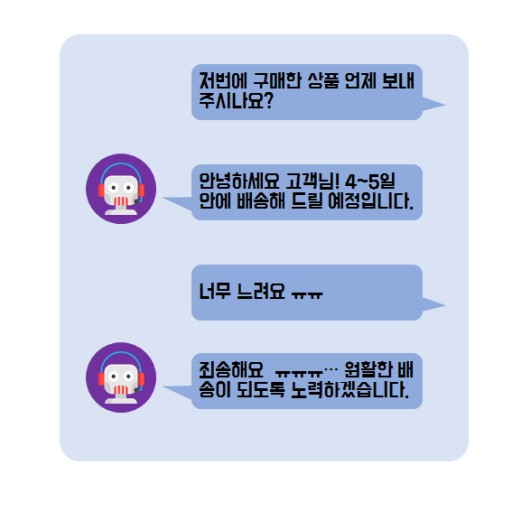 저번에 구매한 상품 언제 보내
주시나요?
안녕하세요 고객님! 4~5일
안에 배송해 드릴 예정입니다.
너무 느려요 ㅠㅠ
죄송해요 ㅠㅠㅠ… 원활한 배
송이 되도록 노력하겠습니다.